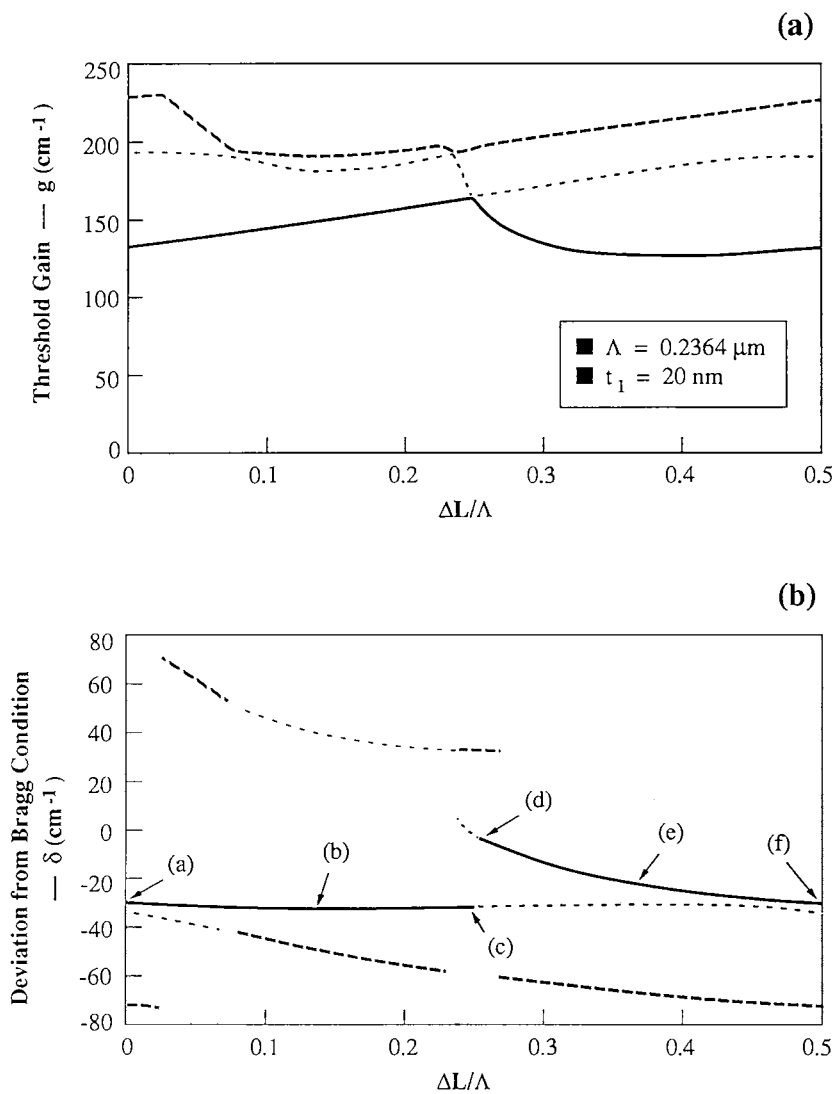 (a)
Threshold Gain — g (cm⁻¹)
250
200
150
100
50
0
■ Λ = 0.2364 μm
■ t₁ = 20 nm
0 0.1 0.2 0.3 0.4 0.5
ΔL/Λ
(b)
Deviation from Bragg Condition
— δ (cm⁻¹)
80
60
40
20
0
-20
-40
-60
-80
(a)
(b)
(c)
(d)
(e)
(f)
0 0.1 0.2 0.3 0.4 0.5
ΔL/Λ